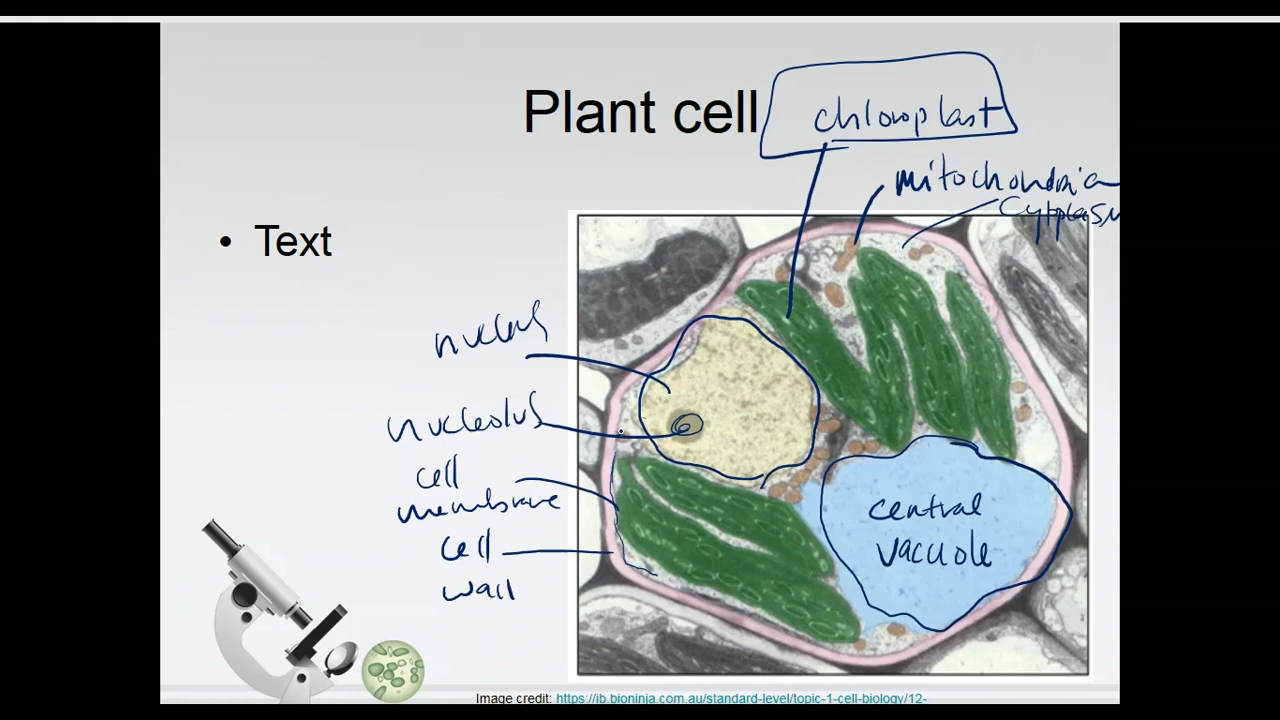 Plant cell
chloroplast
mitochondria
cytoplasm
• Text
nucleus
nucleolus
cell
membrane
cell
wall
central
vacuole
Image credit: https://ib.bioninja.com.au/standard-level/topic-1-cell-biology/12-